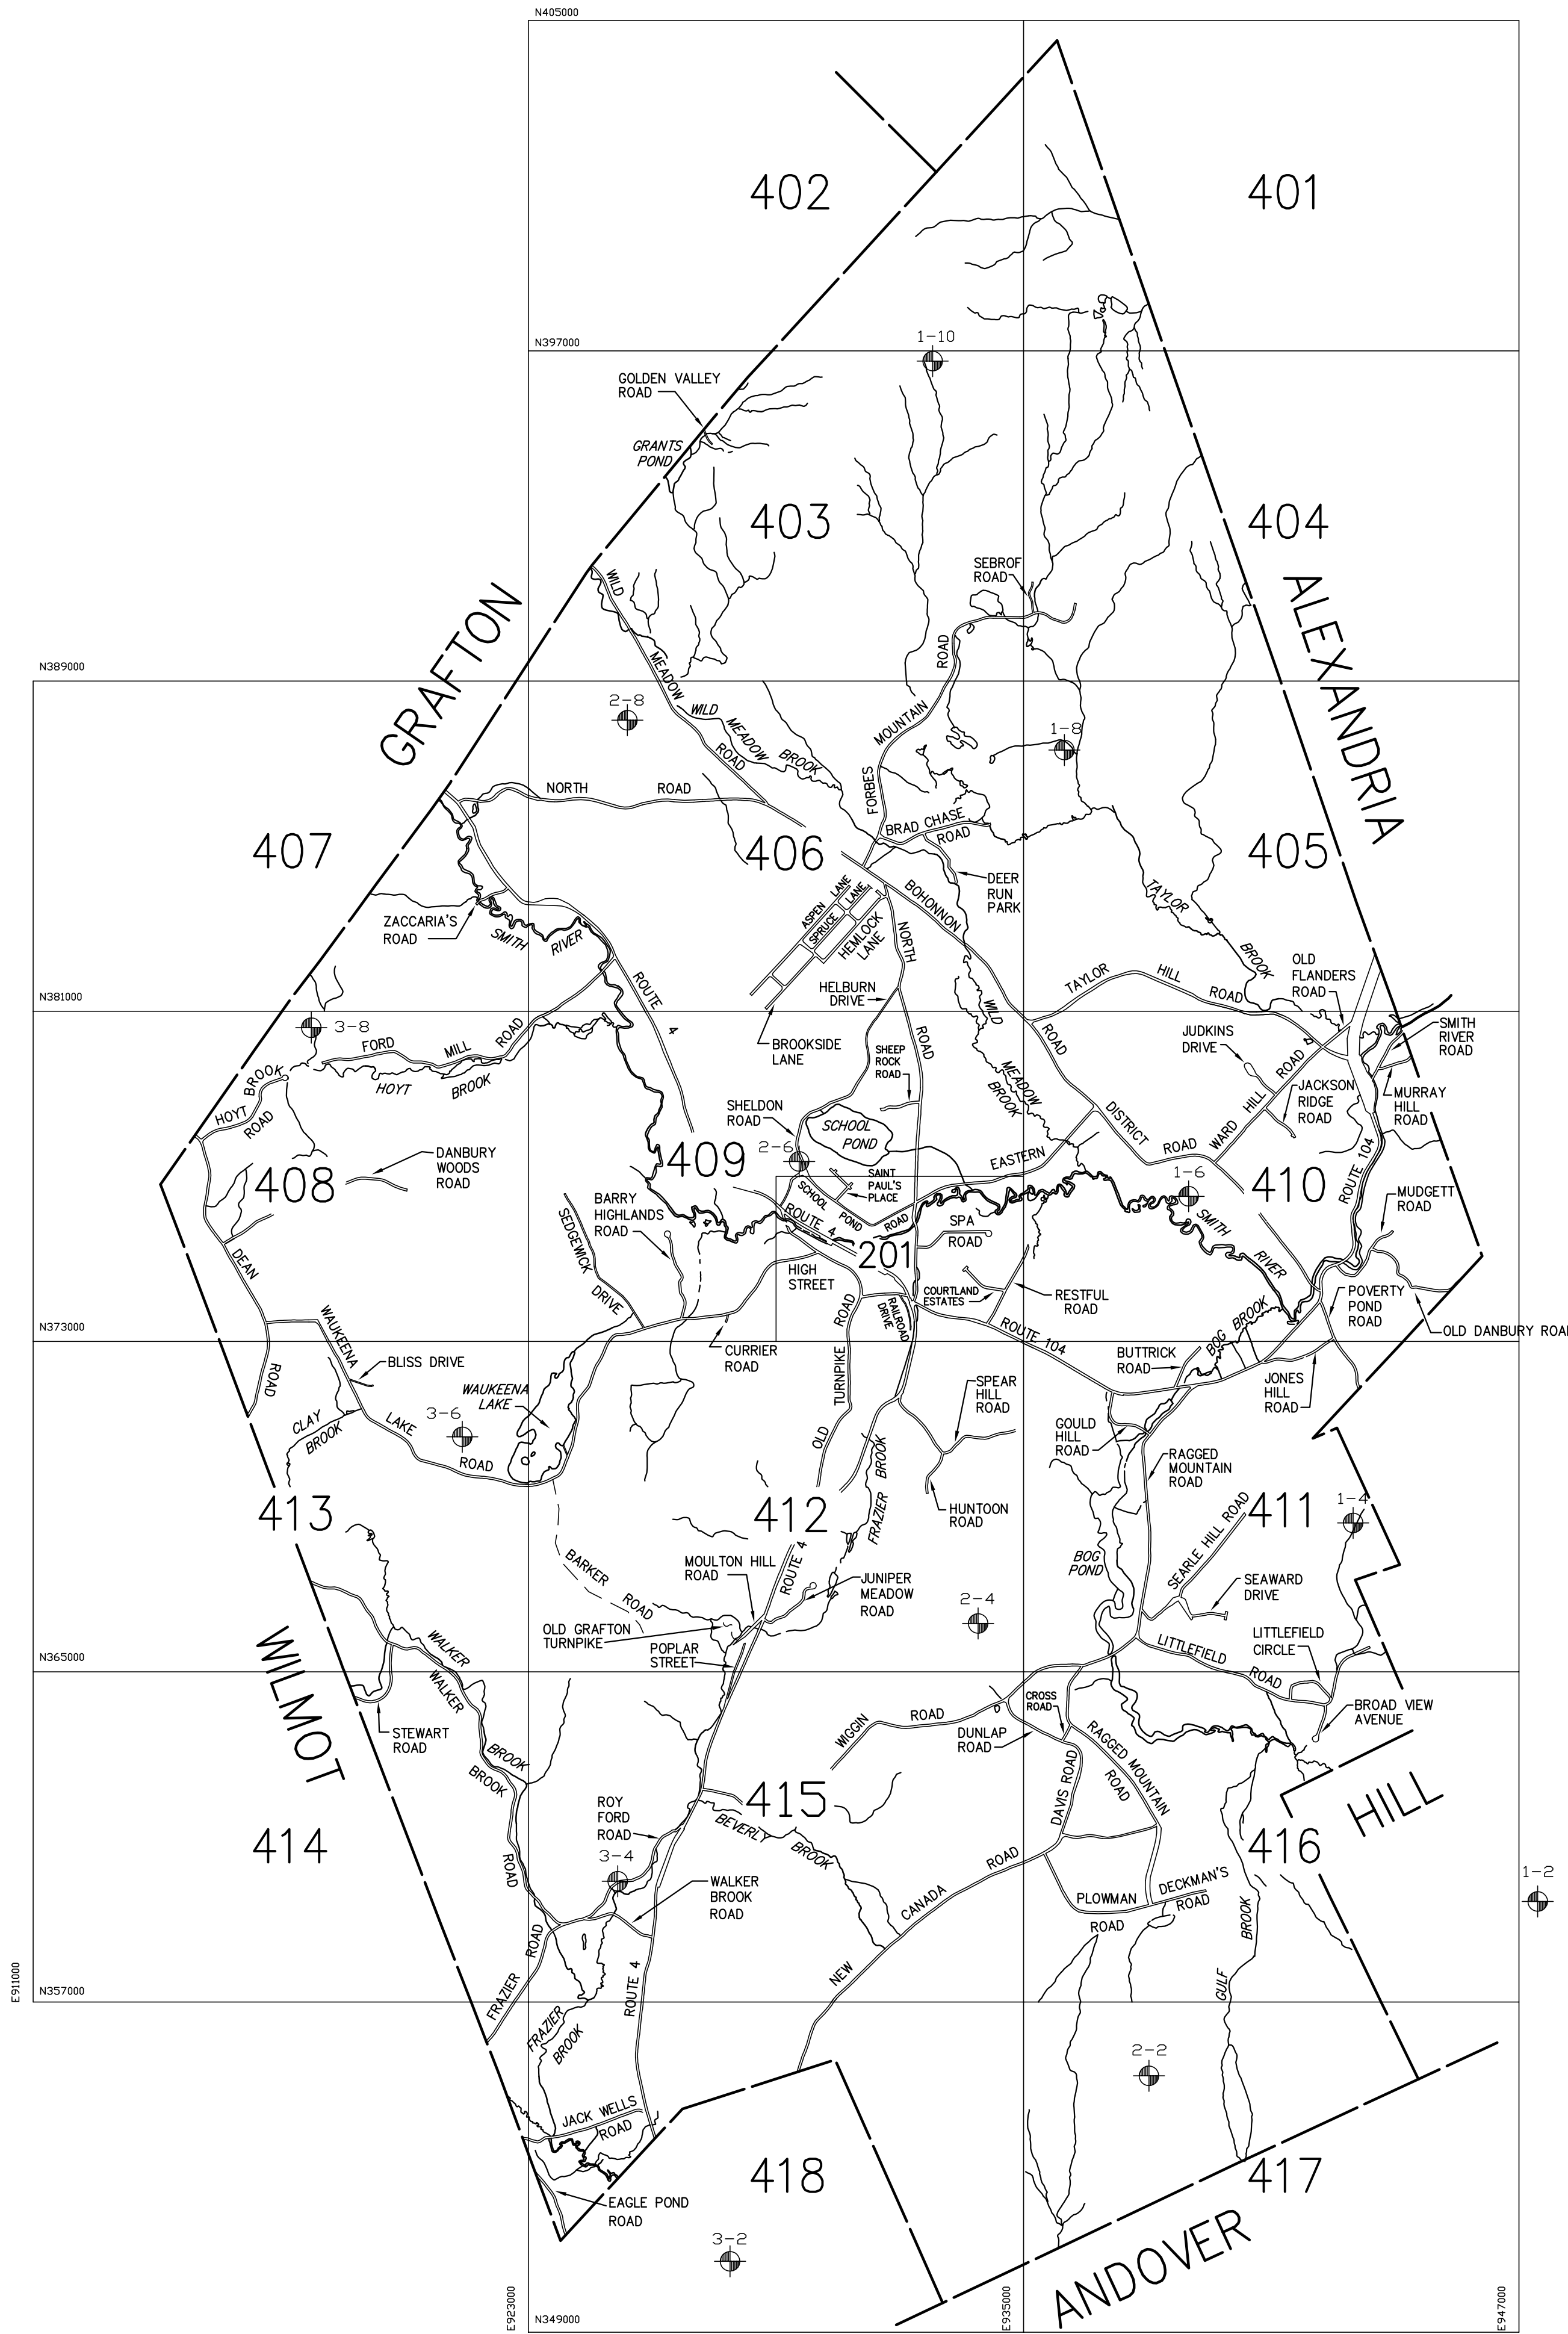 N405000
402
401
1-10
N397000
GOLDEN VALLEY
ROAD
GRANTS
POND
403
404
SEBROF
ROAD
WILD
MEADOW
ROAD
GRAFTON
ALEXANDRIA
N389000
2-8
WILD
MEADOW
BROOK
FORBES
MOUNTAIN
ROAD
1-8
NORTH
ROAD
407
406
405
BRAD CHASE
ROAD
DEER
RUN
PARK
ZACCARIA'S
ROAD
SMITH
RIVER
ASPEN LANE
SPRUCE LANE
HEMLOCK
LANE
BOHONNON
ROAD
NORTH
ROAD
TAYLOR
BROOK
TAYLOR
HILL
ROAD
OLD
FLANDERS
ROAD
N381000
3-8
ROUTE
4
HELBURN
DRIVE
BROOKSIDE
LANE
WILD
MEADOW
BROOK
JUDKINS
DRIVE
SMITH
RIVER
ROAD
FORD
MILL
ROAD
HOYT
BROOK
HOYT
BROOK
ROAD
SHEEP
ROCK
ROAD
JACKSON
RIDGE
ROAD
MURRAY
HILL
ROAD
SHELDON
ROAD
SCHOOL
POND
DISTRICT
ROAD
WARD
HILL
ROAD
ROUTE 104
408
DANBURY
WOODS
ROAD
409
2-6
SAINT
PAUL'S
PLACE
EASTERN
1-6
410
BARRY
HIGHLANDS
ROAD
SEDGEWICK
DRIVE
SCHOOL
POND
ROAD
ROUTE 4
201
SPA
ROAD
SMITH
RIVER
MUDGETT
ROAD
DEAN
ROAD
HIGH
STREET
COURTLAND
ESTATES
RESTFUL
ROAD
POVERTY
POND
ROAD
OLD DANBURY ROAD
RAILROAD
DRIVE
BOG BROOK
N373000
WAUKEENA
LAKE
ROAD
BLISS DRIVE
CURRIER
ROAD
ROUTE 104
BUTTRICK
ROAD
JONES
HILL
ROAD
OLD
TURNPIKE
ROAD
WAUKEENA
LAKE
SPEAR
HILL
ROAD
CLAY
BROOK
3-6
GOULD
HILL
ROAD
RAGGED
MOUNTAIN
ROAD
413
412
HUNTOON
ROAD
FRAZIER
BROOK
SEARLE HILL ROAD
411
1-4
BARKER
ROAD
MOULTON HILL
ROAD
ROUTE 4
JUNIPER
MEADOW
ROAD
BOG
POND
SEAWARD
DRIVE
2-4
OLD GRAFTON
TURNPIKE
POPLAR
STREET
LITTLEFIELD
CIRCLE
LITTLEFIELD
ROAD
WALKER
WALKER
BROOK
BROOK
ROAD
N365000
WILMOT
STEWART
ROAD
WIGGIN
ROAD
CROSS
ROAD
DUNLAP
ROAD
BROAD VIEW
AVENUE
RAGGED MOUNTAIN
ROAD
DAVIS ROAD
414
ROY
FORD
ROAD
415
BEVERLY
BROOK
HILL
416
3-4
WALKER
BROOK
ROAD
NEW
CANADA
ROAD
PLOWMAN
ROAD
DECKMAN'S
ROAD
1-2
GULF
BROOK
E911000
N357000
FRAZIER
ROAD
ROUTE 4
FRAZIER
BROOK
2-2
JACK WELLS
ROAD
418
417
EAGLE POND
ROAD
3-2
ANDOVER
E923000
N349000
E935000
E947000